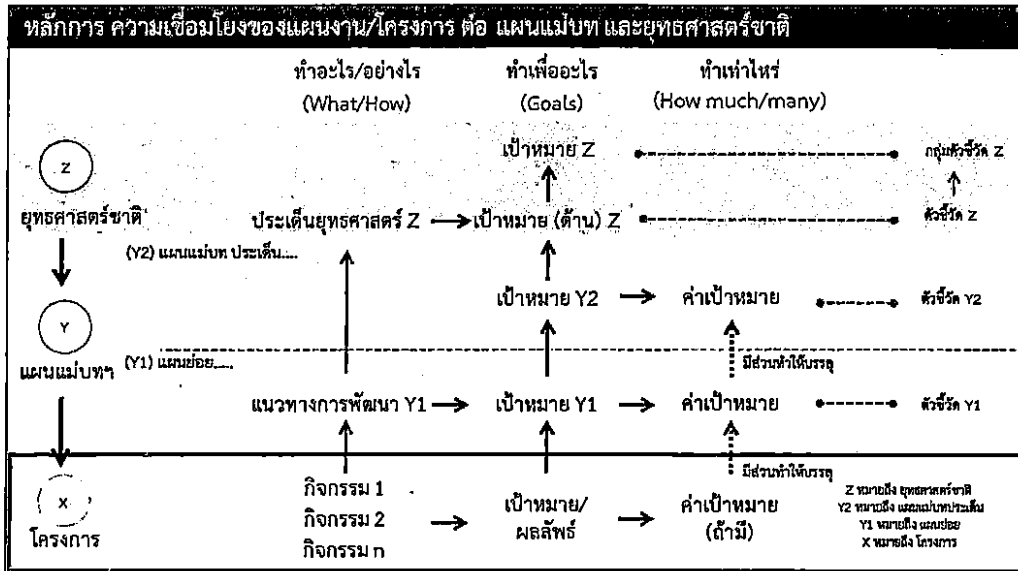 หลักการ ความเชื่อมโยงของแผนงาน/โครงการ ต่อ แผนแม่บท และยุทธศาสตร์ชาติ
ทำอะไร/อย่างไร ทำเพื่ออะไร ทำเท่าไหร่
(What/How) (Goals) (How much/many)
Z เป้าหมาย Z กลุ่มตัวชี้วัด Z
ยุทธศาสตร์ชาติ ประเด็นยุทธศาสตร์ Z เป้าหมาย (ด้าน) Z ตัวชี้วัด Z
(Y2) แผนแม่บท ประเด็น....
เป้าหมาย Y2 ค่าเป้าหมาย ตัวชี้วัด Y2
Y
แผนแม่บทฯ (Y1) แผนย่อย.... มีส่วนทำให้บรรลุ
แนวทางการพัฒนา Y1 เป้าหมาย Y1 ค่าเป้าหมาย ตัวชี้วัด Y1
มีส่วนทำให้บรรลุ
X
โครงการ
กิจกรรม 1
กิจกรรม 2
กิจกรรม n
เป้าหมาย/
ผลลัพธ์
ค่าเป้าหมาย
(ถ้ามี)
Z หมายถึง ยุทธศาสตร์ชาติ
Y2 หมายถึง แผนแม่บทประเด็น
Y1 หมายถึง แผนย่อย
X หมายถึง โครงการ